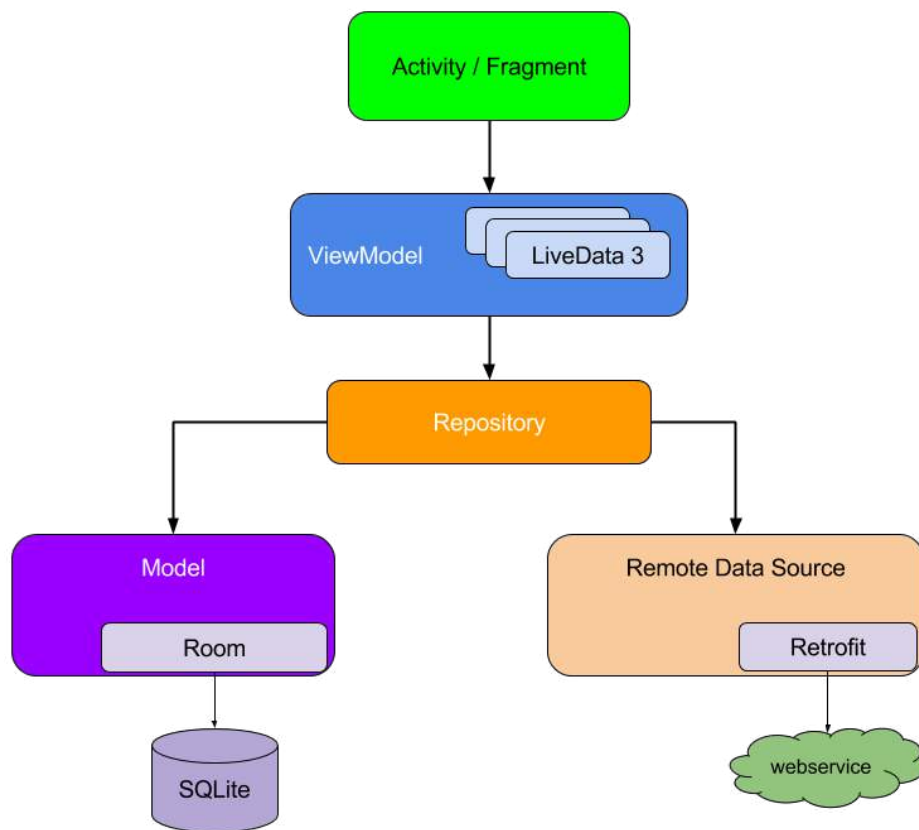 Activity / Fragment
ViewModel
LiveData 3
Repository
Model
Remote Data Source
Room
Retrofit
SQLite
webservice